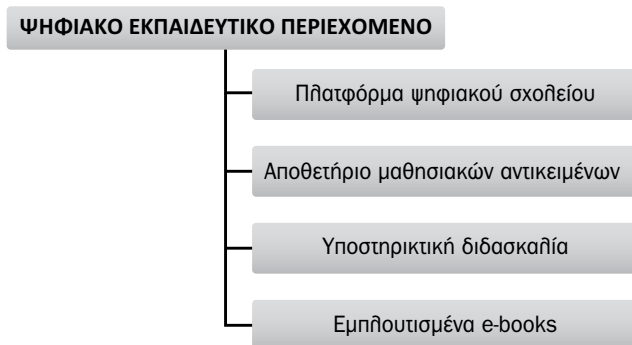 ΨΗΦΙΑΚΟ ΕΚΠΑΙΔΕΥΤΙΚΟ ΠΕΡΙΕΧΟΜΕΝΟ
Πλατφόρμα ψηφιακού σχολείου
Αποθετήριο μαθησιακών αντικειμένων
Υποστηρικτική διδασκαλία
Εμπλουτισμένα e-books